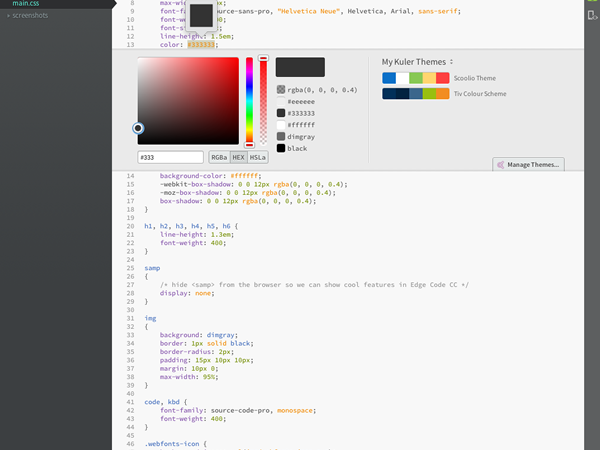 main.css
screenshots
8 max-wi x;
9 font-fa ource-sans-pro, "Helvetica Neue", Helvetica, Arial, sans-serif;
10 font-we 00;
11 font-si
12 line-height: 1.5em;
13 color: #333333;
My Kuler Themes
rgba(0, 0, 0, 0.4)
#eeeeee
#333333
#ffffff
dimgray
black
Scoolio Theme
Tiv Colour Scheme
#333
RGBa HEX HSLa
Manage Themes...
14 background-color: #ffffff;
15 -webkit-box-shadow: 0 0 12px rgba(0, 0, 0, 0.4);
16 -moz-box-shadow: 0 0 12px rgba(0, 0, 0, 0.4);
17 box-shadow: 0 0 12px rgba(0, 0, 0, 0.4);
18 }
19
20 h1, h2, h3, h4, h5, h6 {
21 line-height: 1.3em;
22 font-weight: 400;
23 }
24
25 samp
26 {
27 /* hide <samp> from the browser so we can show cool features in Edge Code CC */
28 display: none;
29 }
30
31 img
32 {
33 background: dimgray;
34 border: 1px solid black;
35 border-radius: 2px;
36 padding: 15px 10px 10px;
37 margin: 10px 0;
38 max-width: 95%;
39 }
40
41 code, kbd {
42 font-family: source-code-pro, monospace;
43 font-weight: 400;
44 }
45
46 .webfonts-icon {